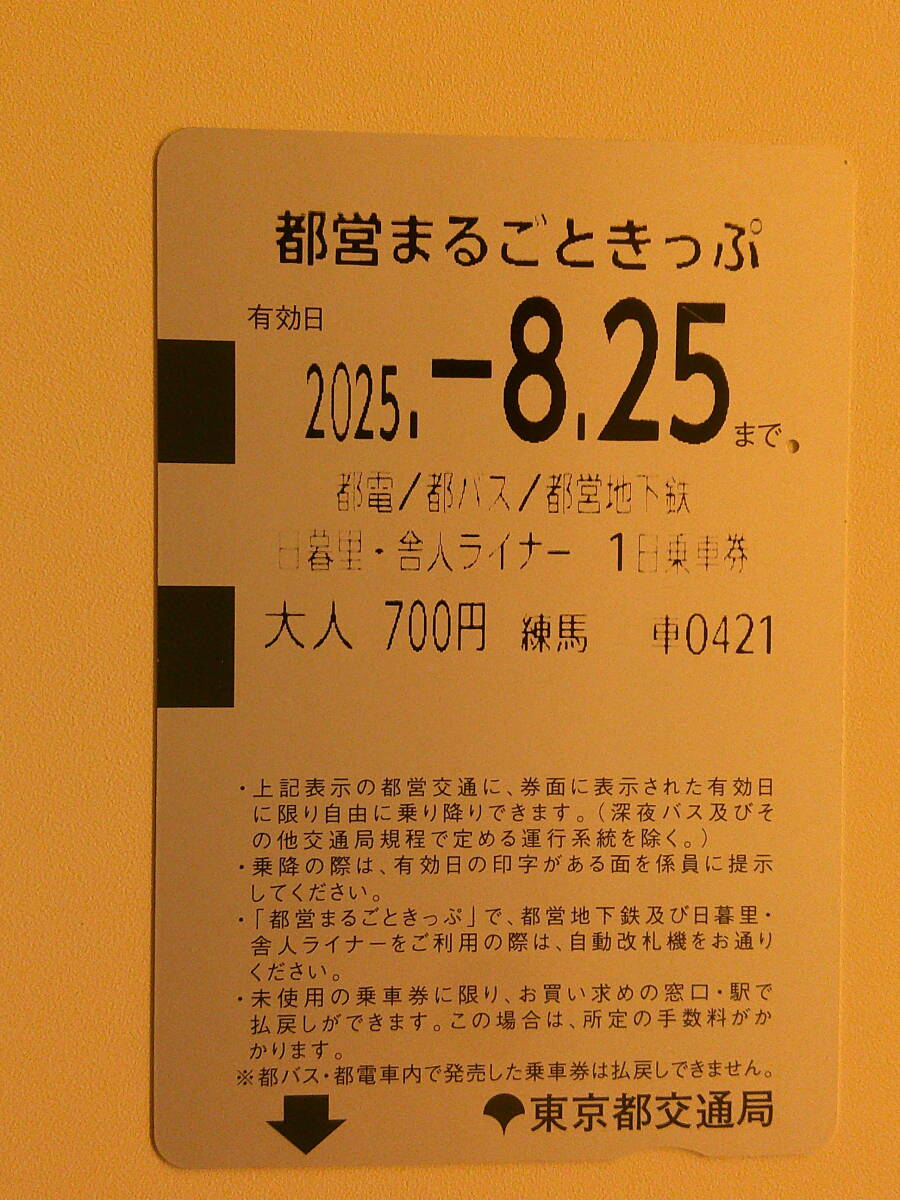 都営まるごときっぷ
有効日
2025.-8.25まで。
都電/都バス/都営地下鉄
日暮里・舎人ライナー 1日乗車券
大人 700円 練馬 車0421
・上記表示の都営交通に、券面に表示された有効日
に限り自由に乗り降りできます。(深夜バス及びそ
の他交通局規程で定める運行系統を除く。)
・乗降の際は、有効日の印字がある面を係員に提示
してください。
・「都営まるごときっぷ」で、都営地下鉄及び日暮里・
舎人ライナーをご利用の際は、自動改札機をお通り
ください。
・未使用の乗車券に限り、お買い求めの窓口・駅で
払戻しができます。この場合は、所定の手数料がか
かります。
※都バス・都電車内で発売した乗車券は払戻しできません。
東京都交通局